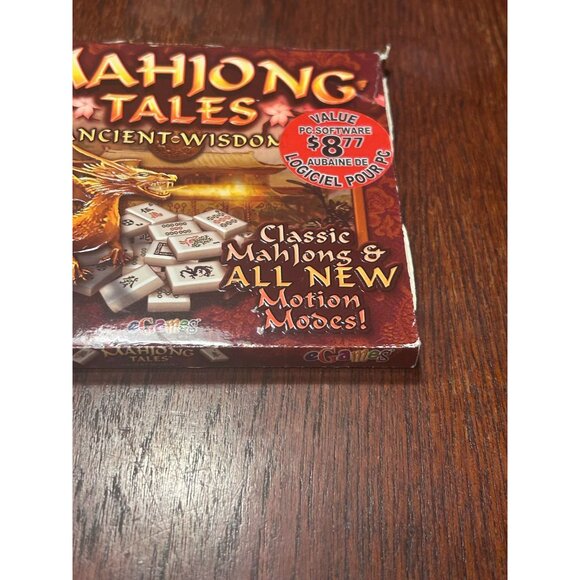 MAHJONG
TALES
ANCIENT WISDOM
VALUE
PC SOFTWARE
$8.77
AUBAINE DE
LOGICIEL POUR PC
Classic
MahJong &
ALL NEW
Motion
Modes!
eGames
MAHJONG
TALES
eGames